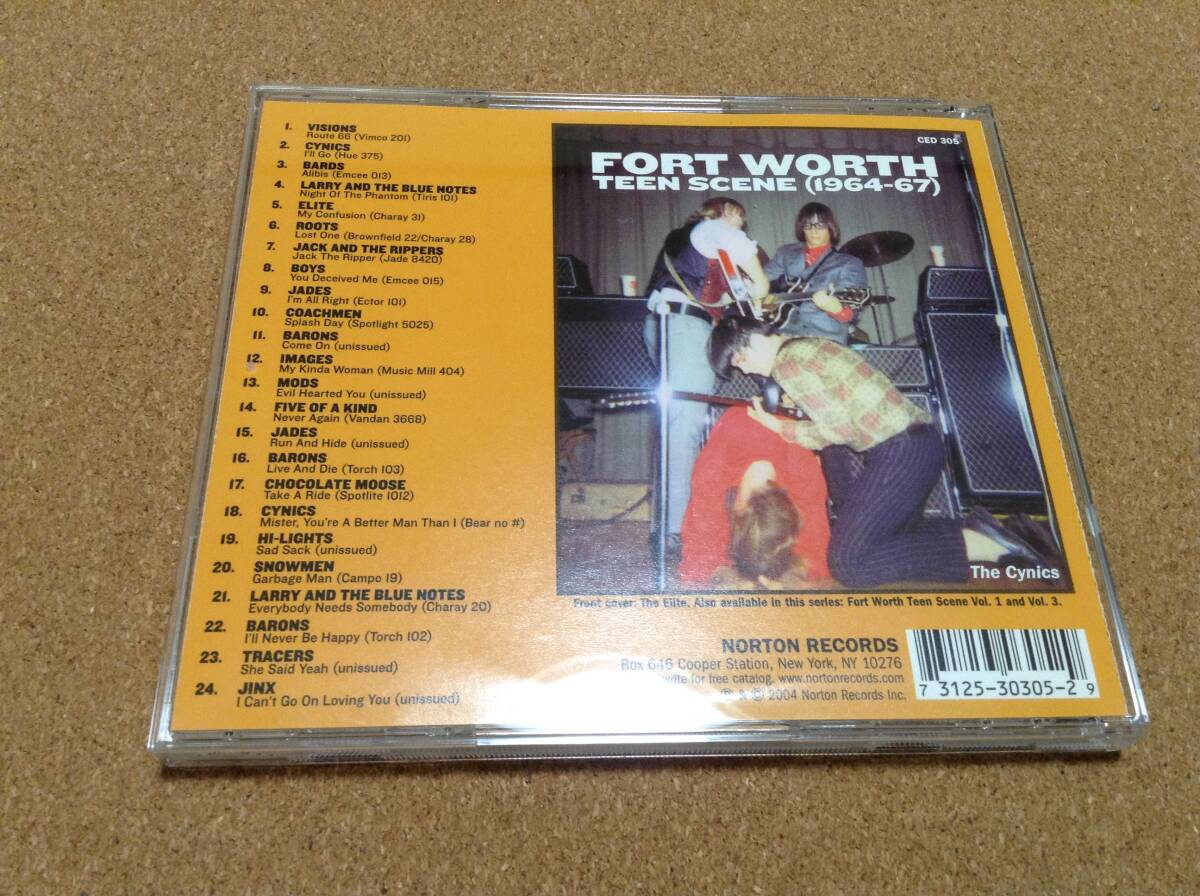 1. VISIONS
Route 66 (Vimco 201)
2. CYNICS
I'll Go (Hue 375)
3. BARDS
Alibis (Emcee 013)
4. LARRY AND THE BLUE NOTES
Night Of The Phantom (Tiris 101)
5. ELITE
My Confusion (Charay 31)
6. ROOTS
Lost One (Brownfield 22/Charay 28)
7. JACK AND THE RIPPERS
Jack The Ripper (Jade 8420)
8. BOYS
You Deceived Me (Emcee 015)
9. JADES
I'm All Right (Ector 101)
10. COACHMEN
Splash Day (Spotlight 5025)
11. BARONS
Come On (unissued)
12. IMAGES
My Kinda Woman (Music Mill 404)
13. MODS
Evil Hearted You (unissued)
14. FIVE OF A KIND
Never Again (Vandan 3668)
15. JADES
Run And Hide (unissued)
16. BARONS
Live And Die (Torch 103)
17. CHOCOLATE MOOSE
Take A Ride (Spotlite 1012)
18. CYNICS
Mister, You're A Better Man Than I (Bear no #)
19. HI-LIGHTS
Sad Sack (unissued)
20. SNOWMEN
Garbage Man (Campo 19)
21. LARRY AND THE BLUE NOTES
Everybody Needs Somebody (Charay 20)
22. BARONS
I'll Never Be Happy (Torch 102)
23. TRACERS
She Said Yeah (unissued)
24. JINX
I Can't Go On Loving You (unissued)
CED 305
FORT WORTH
TEEN SCENE (1964-67)
The Cynics
Front cover: The Elite. Also available in this series: Fort Worth Teen Scene Vol. 1 and Vol. 3.
NORTON RECORDS
Box 646 Cooper Station, New York, NY 10276
write for free catalog. www.nortonrecords.com
℗ & © 2004 Norton Records Inc.
7 31253-0305-2 9